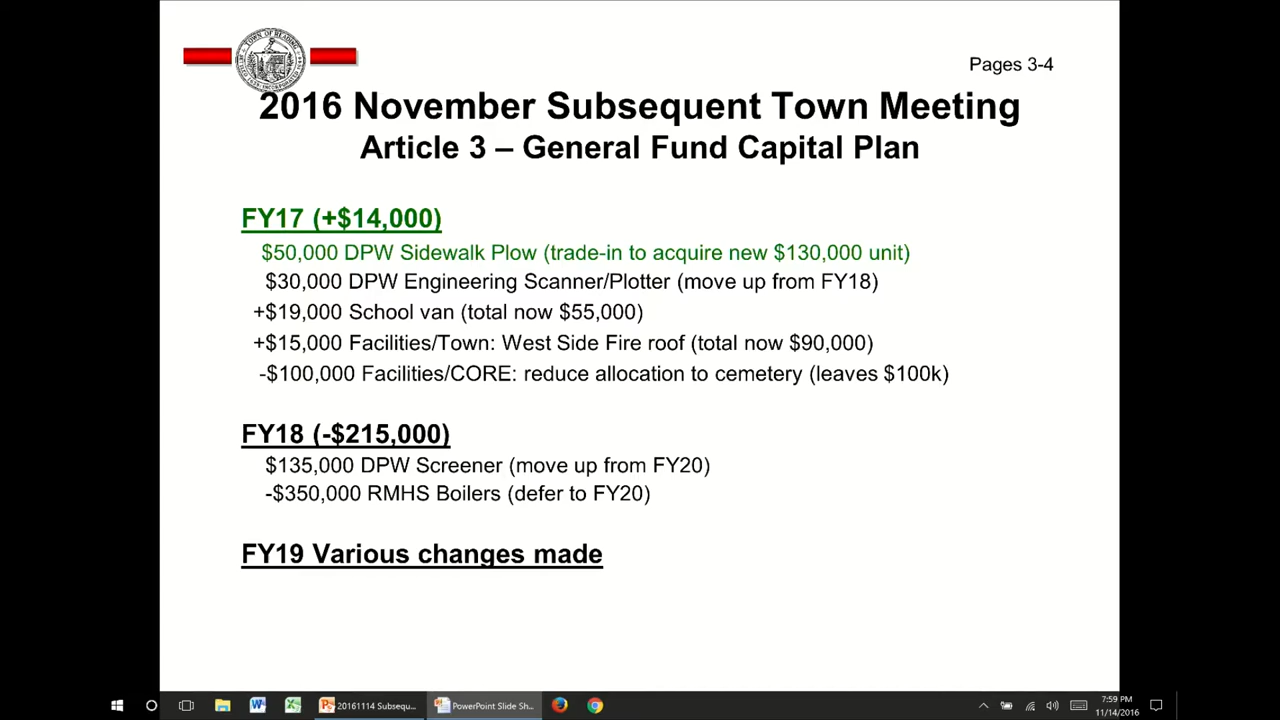 TOWN OF READING
Pages 3-4
2016 November Subsequent Town Meeting
Article 3 – General Fund Capital Plan
FY17 (+$14,000)
$50,000 DPW Sidewalk Plow (trade-in to acquire new $130,000 unit)
$30,000 DPW Engineering Scanner/Plotter (move up from FY18)
+$19,000 School van (total now $55,000)
+$15,000 Facilities/Town: West Side Fire roof (total now $90,000)
-$100,000 Facilities/CORE: reduce allocation to cemetery (leaves $100k)
FY18 (-$215,000)
$135,000 DPW Screener (move up from FY20)
-$350,000 RMHS Boilers (defer to FY20)
FY19 Various changes made
20161114 Subsequ...
PowerPoint Slide Sh...
7:59 PM
11/14/2016